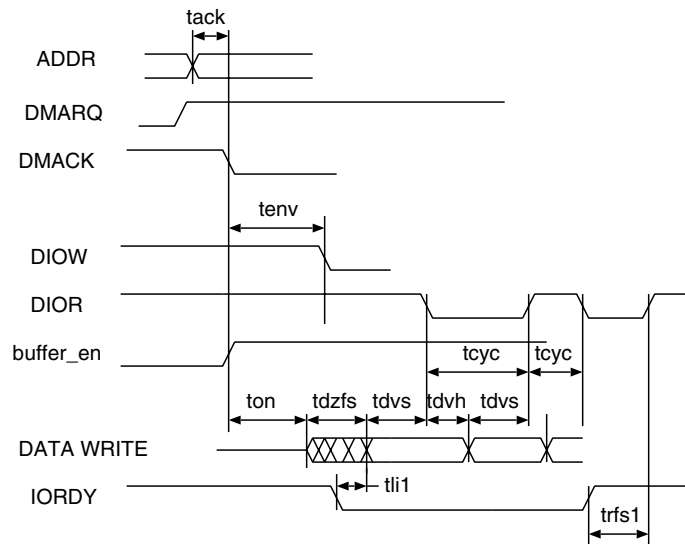 tack
ADDR
DMARQ
DMACK
tenv
DIOW
DIOR
buffer_en
tcyc tcyc
ton tdzfs tdvs tdvh tdvs
DATA WRITE
tli1
IORDY
trfs1